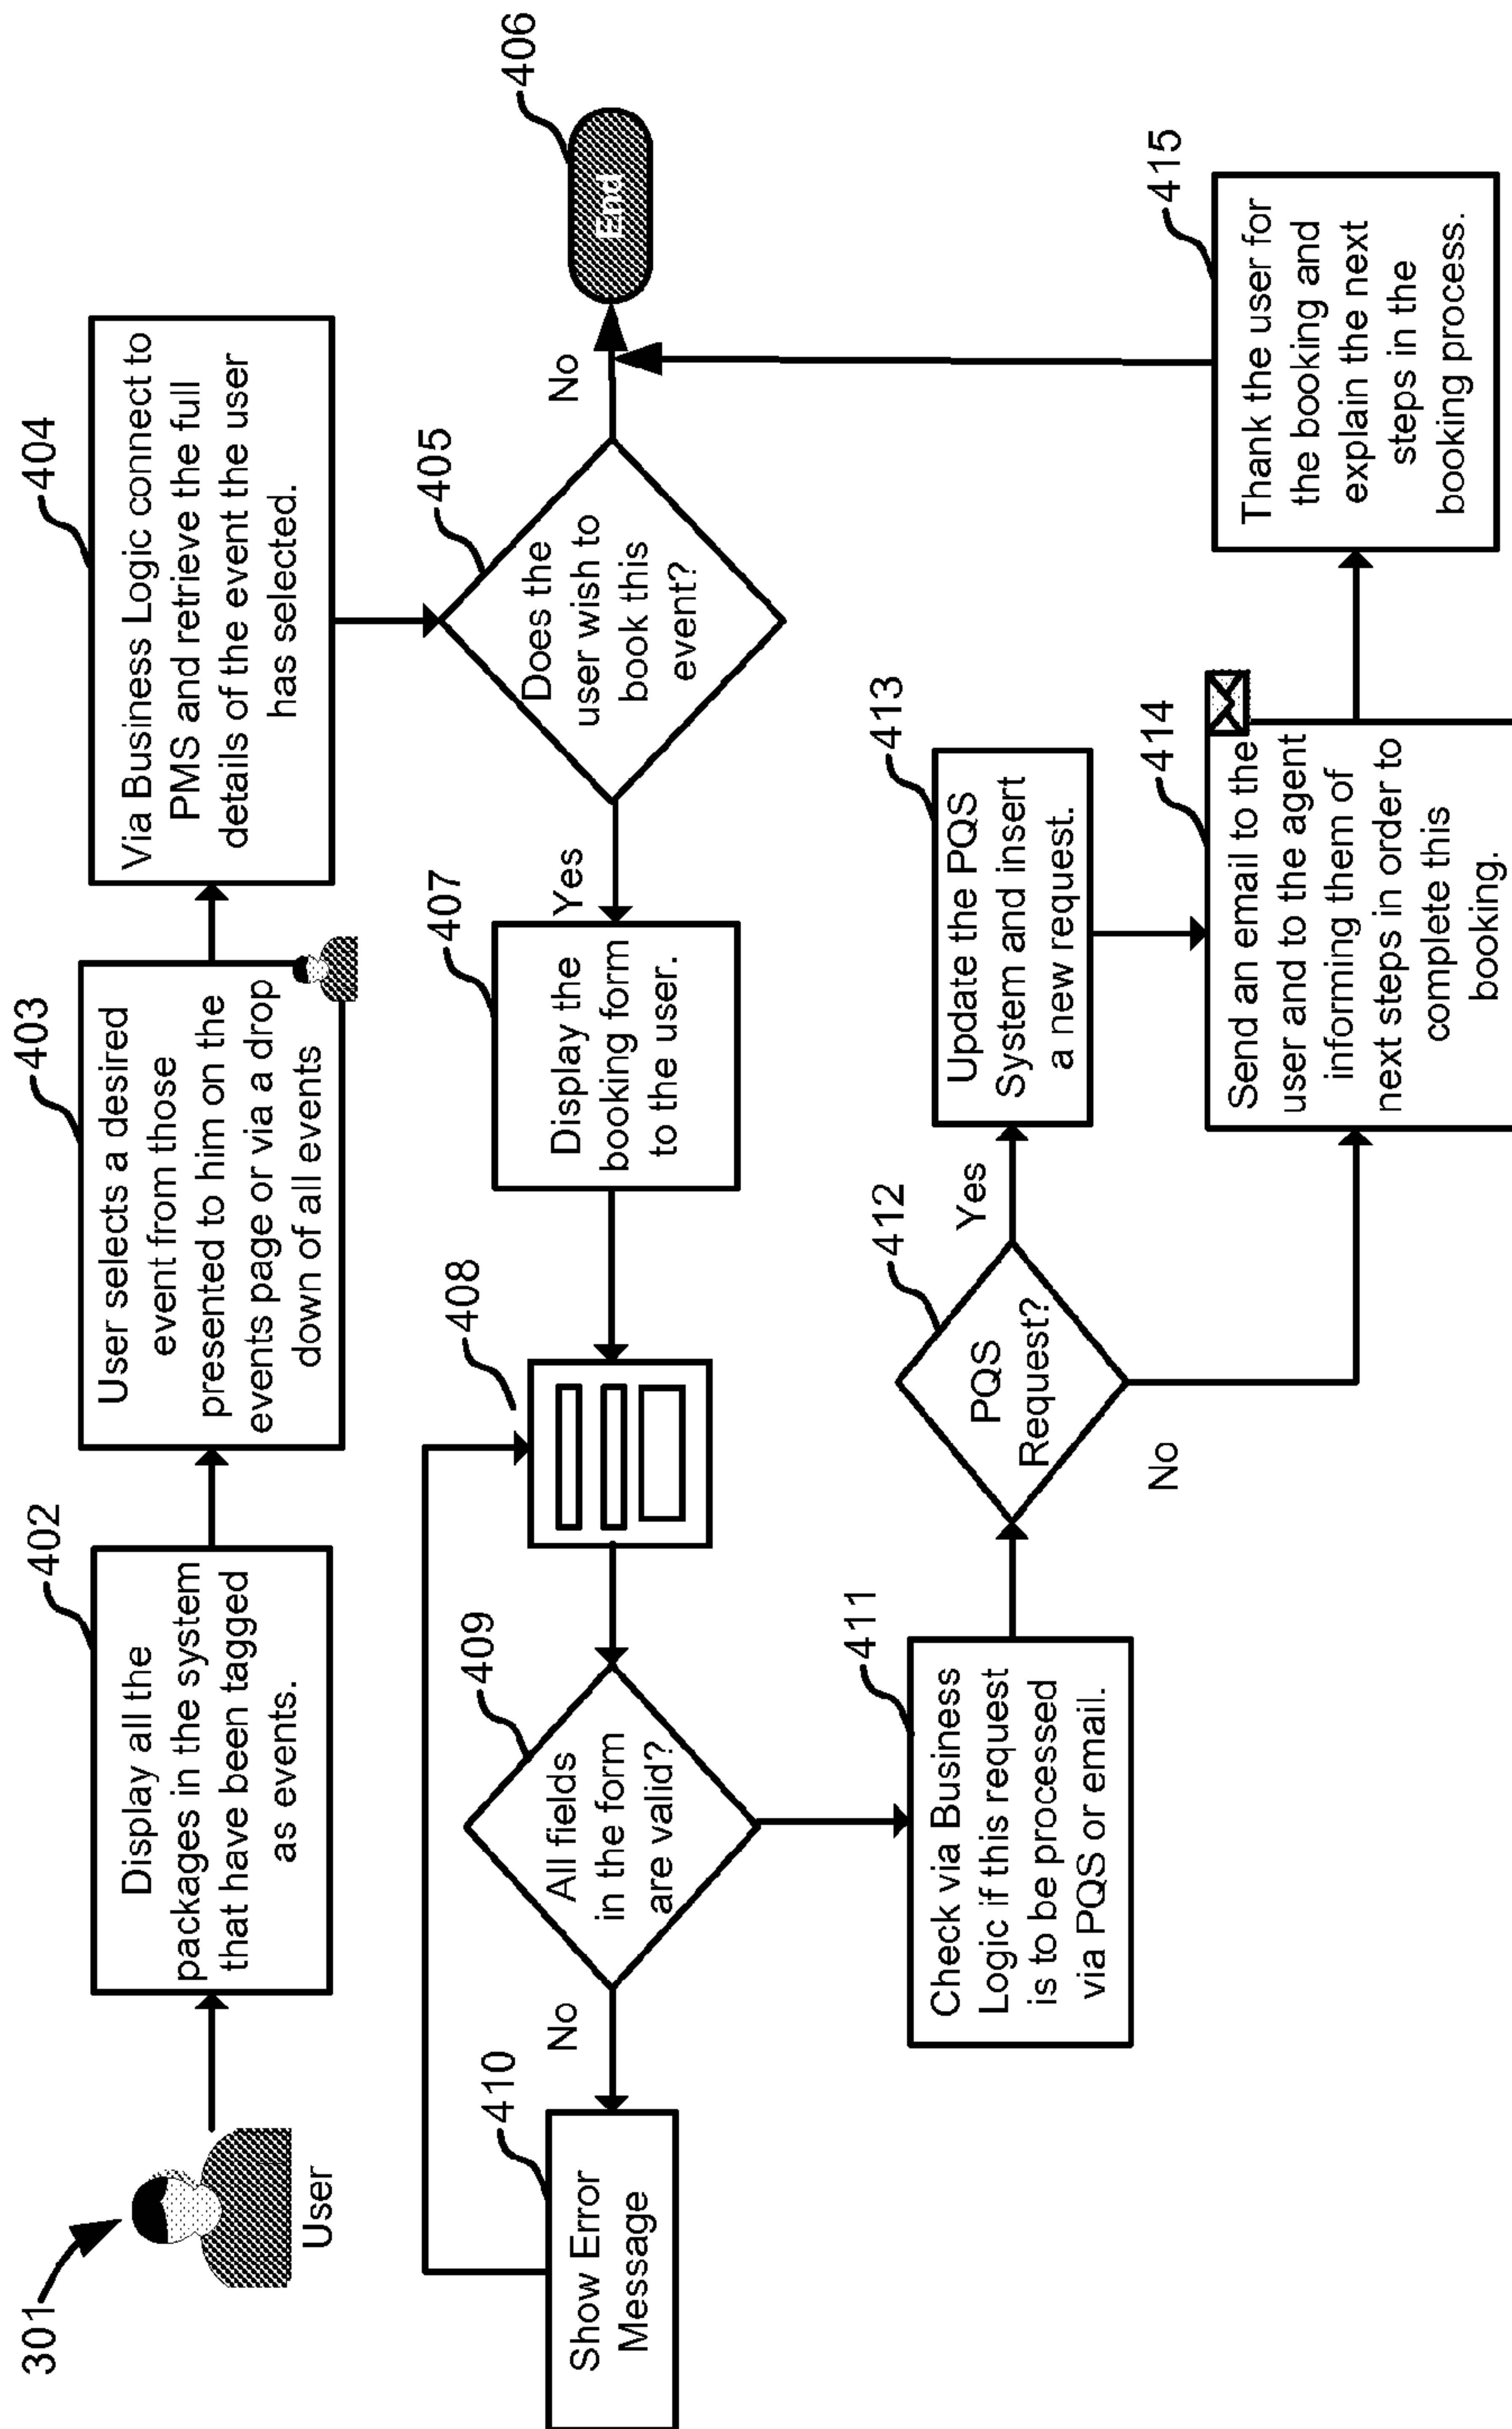 301
User
402
Display all the
packages in the system
that have been tagged
as events.
403
User selects a desired
event from those
presented to him on the
events page or via a drop
down of all events
404
Via Business Logic connect to
PMS and retrieve the full
details of the event the user
has selected.
405
Does the
user wish to
book this
event?
No
406
End
Yes
407
Display the
booking form
to the user.
408
409
All fields
in the form
are valid?
No
410
Show Error
Message
411
Check via Business
Logic if this request
is to be processed
via PQS or email.
412
PQS
Request?
Yes
No
413
Update the PQS
System and insert
a new request.
414
Send an email to the
user and to the agent
informing them of
next steps in order to
complete this
booking.
415
Thank the user for
the booking and
explain the next
steps in the
booking process.